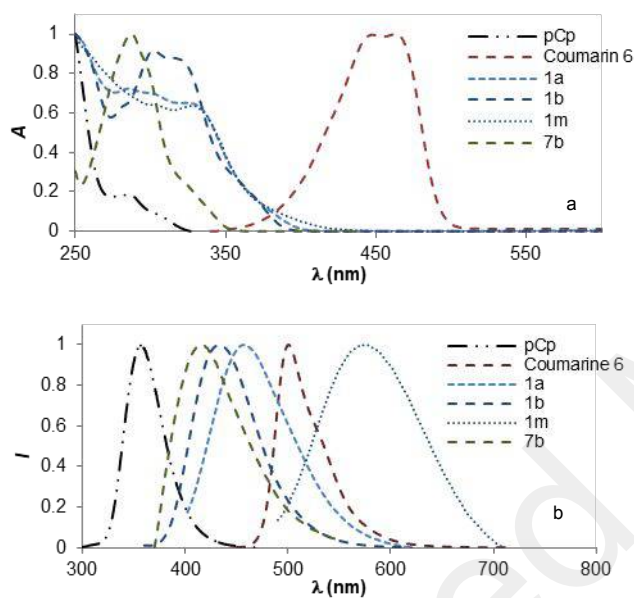 1
0.8
0.6
0.4
0.2
0
A
250
350
450
550
λ (nm)
pCp
Coumarin 6
1a
1b
1m
7b
a
1
0.8
0.6
0.4
0.2
0
I
300
400
500
600
700
800
λ (nm)
pCp
Coumarine 6
1a
1b
1m
7b
b